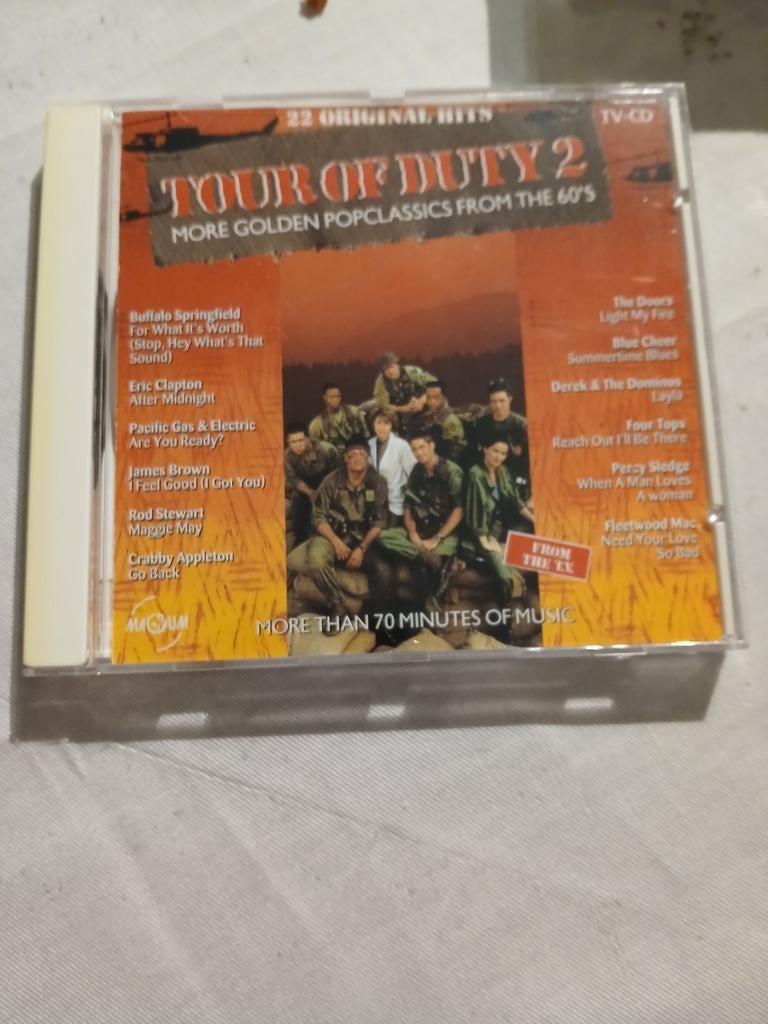 22 ORIGINAL HITS
TV-CD
TOUR OF DUTY 2
MORE GOLDEN POPCLASSICS FROM THE 60'S
Buffalo Springfield
For What It's Worth
(Stop, Hey What's That
Sound)
Eric Clapton
After Midnight
Pacific Gas & Electric
Are You Ready?
James Brown
I Feel Good (I Got You)
Rod Stewart
Maggie May
Crabby Appleton
Go Back
The Doors
Light My Fire
Blue Cheer
Summertime Blues
Derek & The Dominos
Layla
Four Tops
Reach Out I'll Be There
Percy Sledge
When A Man Loves
A woman
Fleetwood Mac
Need Your Love
So Bad
FROM
THE T.V.
MAGNUM
MORE THAN 70 MINUTES OF MUSIC